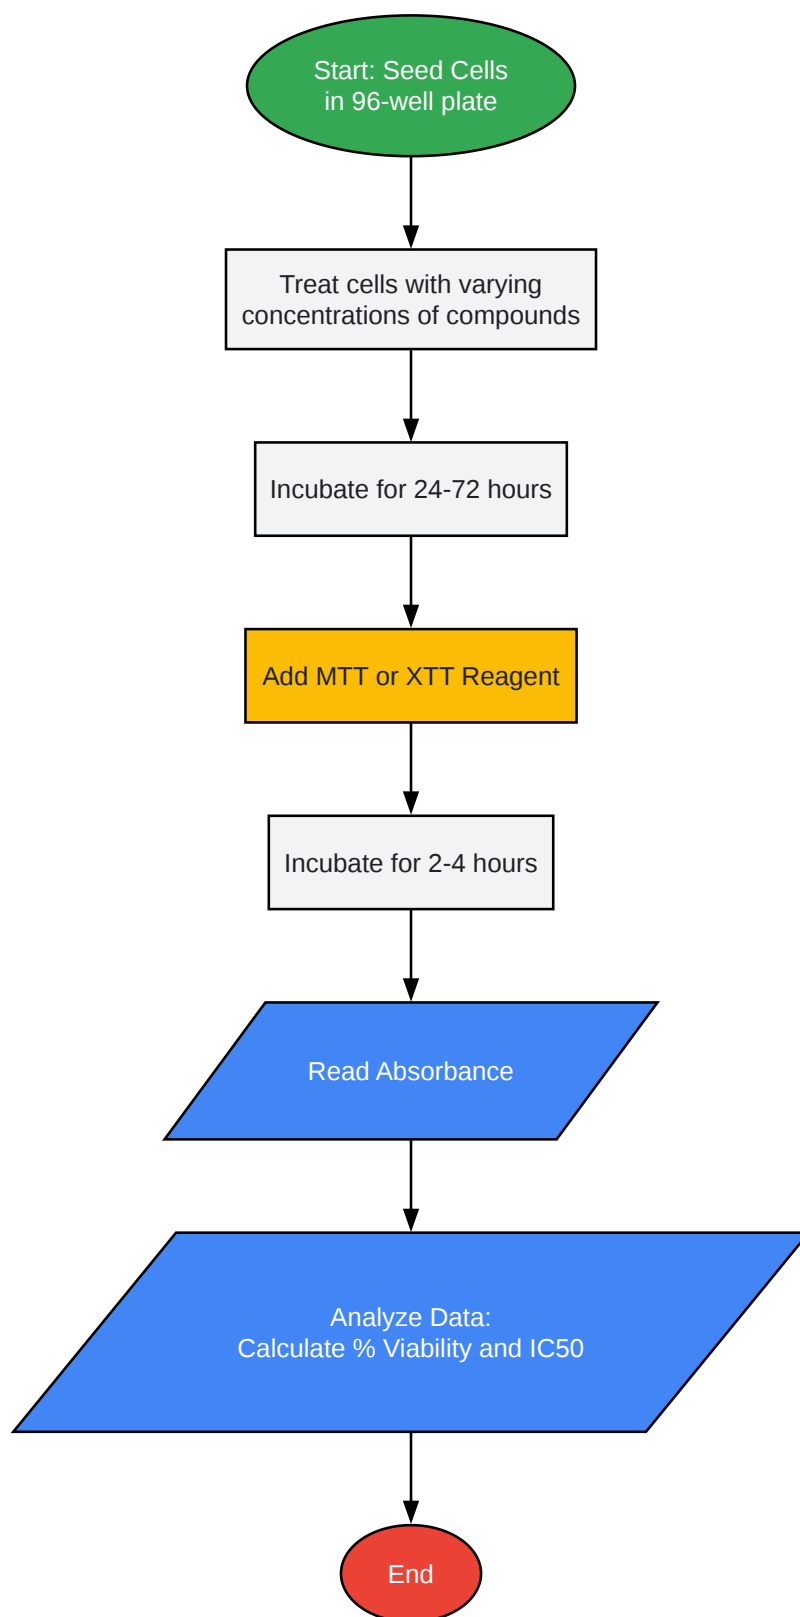 Start: Seed Cells
in 96-well plate
Treat cells with varying
concentrations of compounds
Incubate for 24-72 hours
Add MTT or XTT Reagent
Incubate for 2-4 hours
Read Absorbance
Analyze Data:
Calculate % Viability and IC50
End